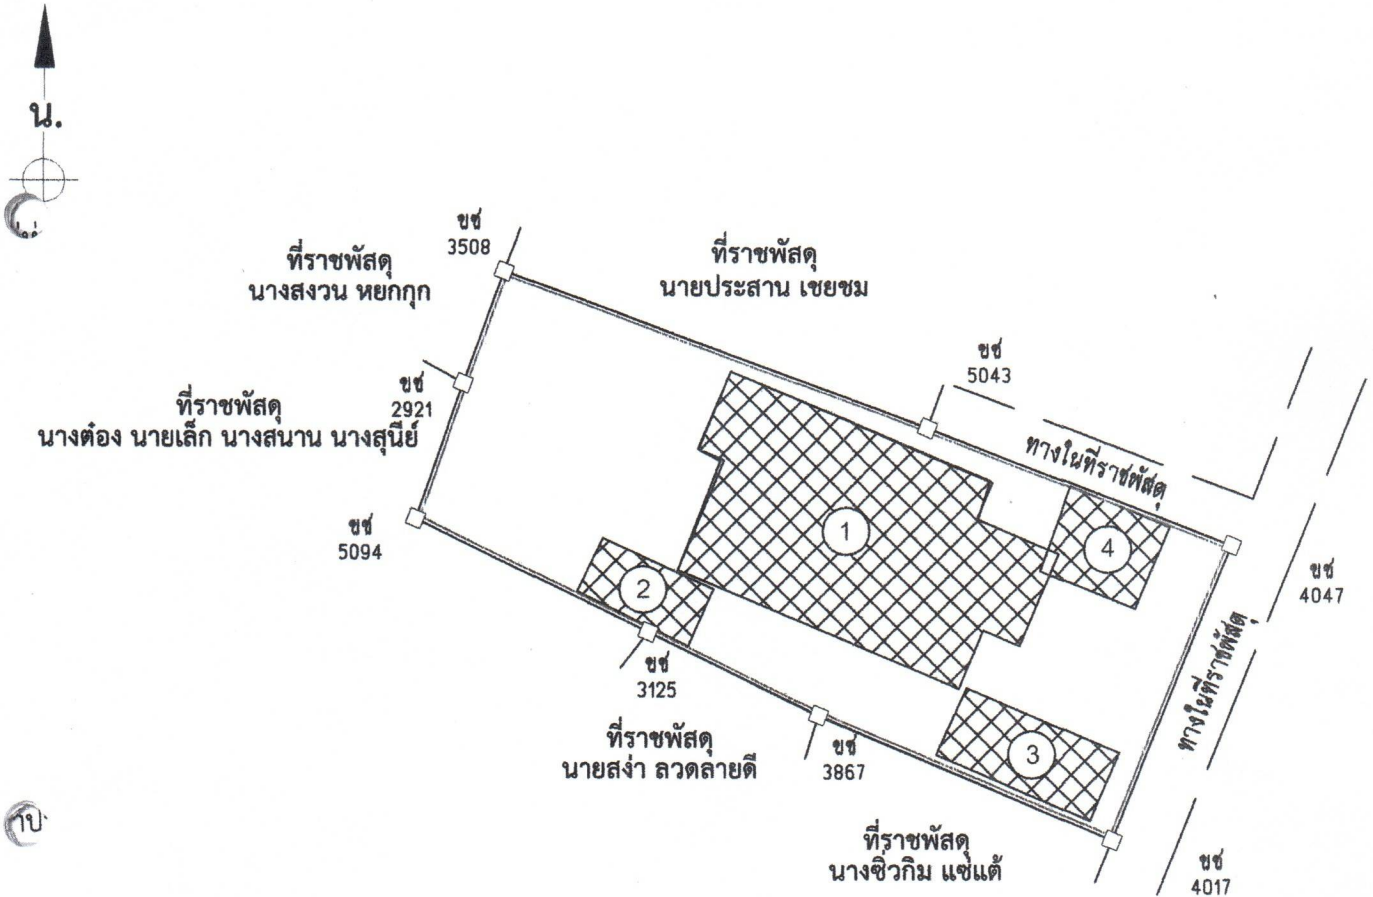 น.
ขช
3508
ที่ราชพัสดุ
นางสงวน หยกกุก
ที่ราชพัสดุ
นายประสาน เชยชม
ขช
5043
ขช
2921
ที่ราชพัสดุ
นางต๋อง นายเล็ก นางสนาน นางสุนีย์
ทางในที่ราชพัสดุ
ขช
5094
1
4
2
ขช
4047
ทางในที่ราชพัสดุ
ขช
3125
ที่ราชพัสดุ
นายสง่า ลวดลายดี
ขช
3867
3
ที่ราชพัสดุ
นางซิ่วกิม แซ่แต้
ขช
4017